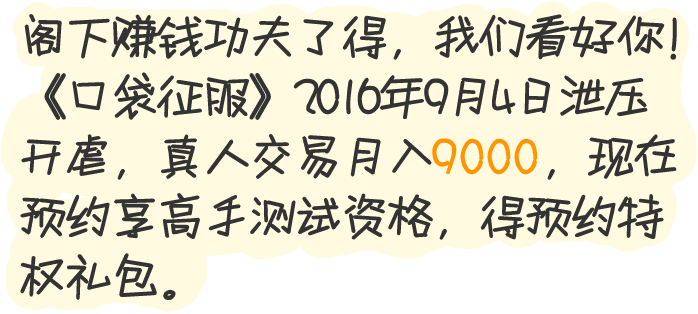 阁下赚钱功夫了得，我们看好你！
《口袋征服》2016年9月4日泄压
开虐，真人交易月入9000，现在
预约享高手测试资格，得预约特
权礼包。